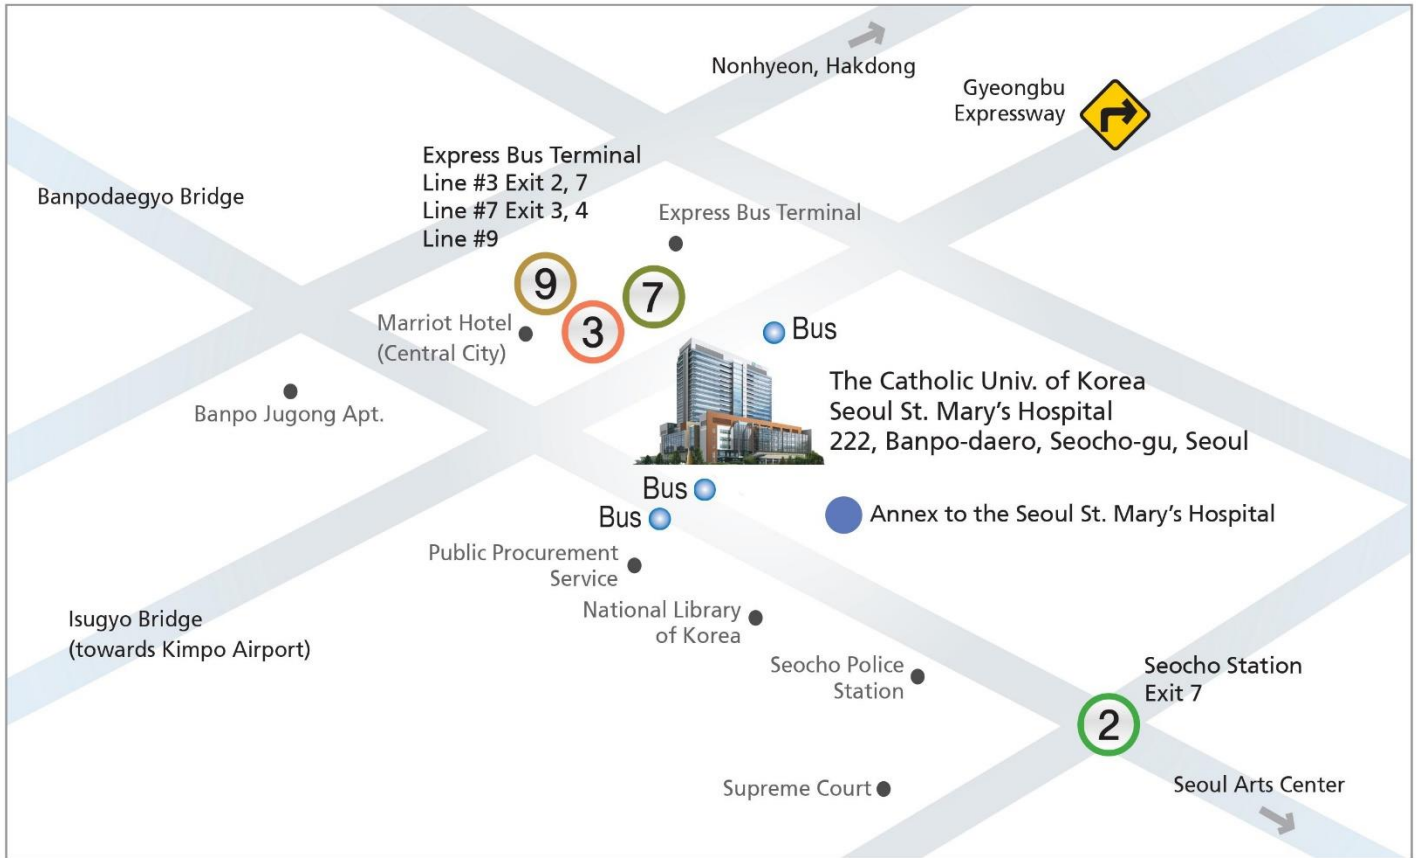 Nonhyeon, Hakdong
Gyeongbu
Expressway
Express Bus Terminal
Line #3 Exit 2, 7
Line #7 Exit 3, 4
Line #9
Banpodaegyo Bridge
Express Bus Terminal
9
7
3
Marriot Hotel
(Central City)
Bus
Banpo Jugong Apt.
The Catholic Univ. of Korea
Seoul St. Mary's Hospital
222, Banpo-daero, Seocho-gu, Seoul
Bus
Bus
Annex to the Seoul St. Mary's Hospital
Public Procurement
Service
National Library
of Korea
Isugyo Bridge
(towards Kimpo Airport)
Seocho Police
Station
Seocho Station
Exit 7
2
Supreme Court
Seoul Arts Center